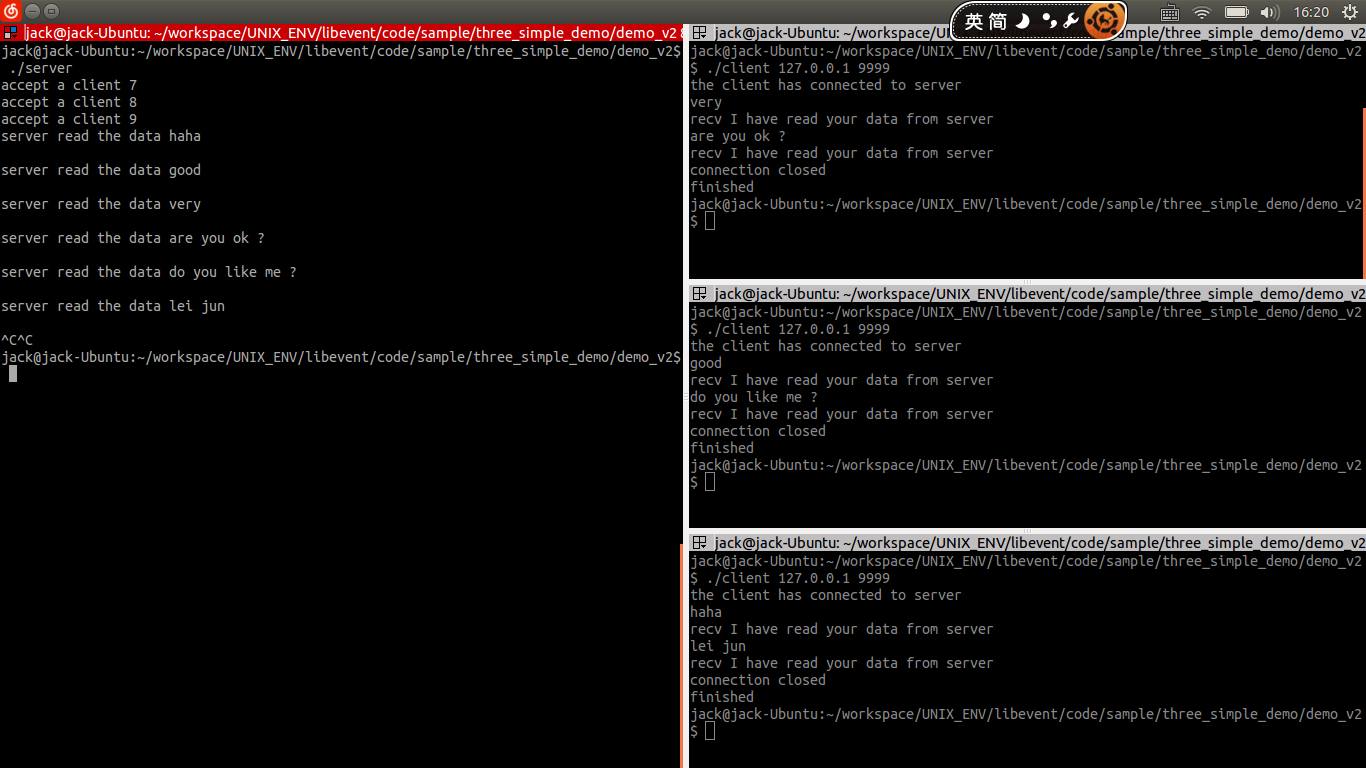 16:20
英 简
jack@jack-Ubuntu: ~/workspace/UNIX_ENV/libevent/code/sample/three_simple_demo/demo_v2
jack@jack-Ubuntu:~/workspace/UNIX_ENV/libevent/code/sample/three_simple_demo/demo_v2$
./server
accept a client 7
accept a client 8
accept a client 9
server read the data haha
server read the data good
server read the data very
server read the data are you ok ?
server read the data do you like me ?
server read the data lei jun
^C^C
jack@jack-Ubuntu:~/workspace/UNIX_ENV/libevent/code/sample/three_simple_demo/demo_v2$
jack@jack-Ubuntu: ~/workspace/UNIX_EN sample/three_simple_demo/demo_v2
jack@jack-Ubuntu:~/workspace/UNIX_ENV/libevent/code/sample/three_simple_demo/demo_v2
$ ./client 127.0.0.1 9999
the client has connected to server
very
recv I have read your data from server
are you ok ?
recv I have read your data from server
connection closed
finished
jack@jack-Ubuntu:~/workspace/UNIX_ENV/libevent/code/sample/three_simple_demo/demo_v2
$
jack@jack-Ubuntu: ~/workspace/UNIX_ENV/libevent/code/sample/three_simple_demo/demo_v2
jack@jack-Ubuntu:~/workspace/UNIX_ENV/libevent/code/sample/three_simple_demo/demo_v2
$ ./client 127.0.0.1 9999
the client has connected to server
good
recv I have read your data from server
do you like me ?
recv I have read your data from server
connection closed
finished
jack@jack-Ubuntu:~/workspace/UNIX_ENV/libevent/code/sample/three_simple_demo/demo_v2
$
jack@jack-Ubuntu: ~/workspace/UNIX_ENV/libevent/code/sample/three_simple_demo/demo_v2
jack@jack-Ubuntu:~/workspace/UNIX_ENV/libevent/code/sample/three_simple_demo/demo_v2
$ ./client 127.0.0.1 9999
the client has connected to server
haha
recv I have read your data from server
lei jun
recv I have read your data from server
connection closed
finished
jack@jack-Ubuntu:~/workspace/UNIX_ENV/libevent/code/sample/three_simple_demo/demo_v2
$